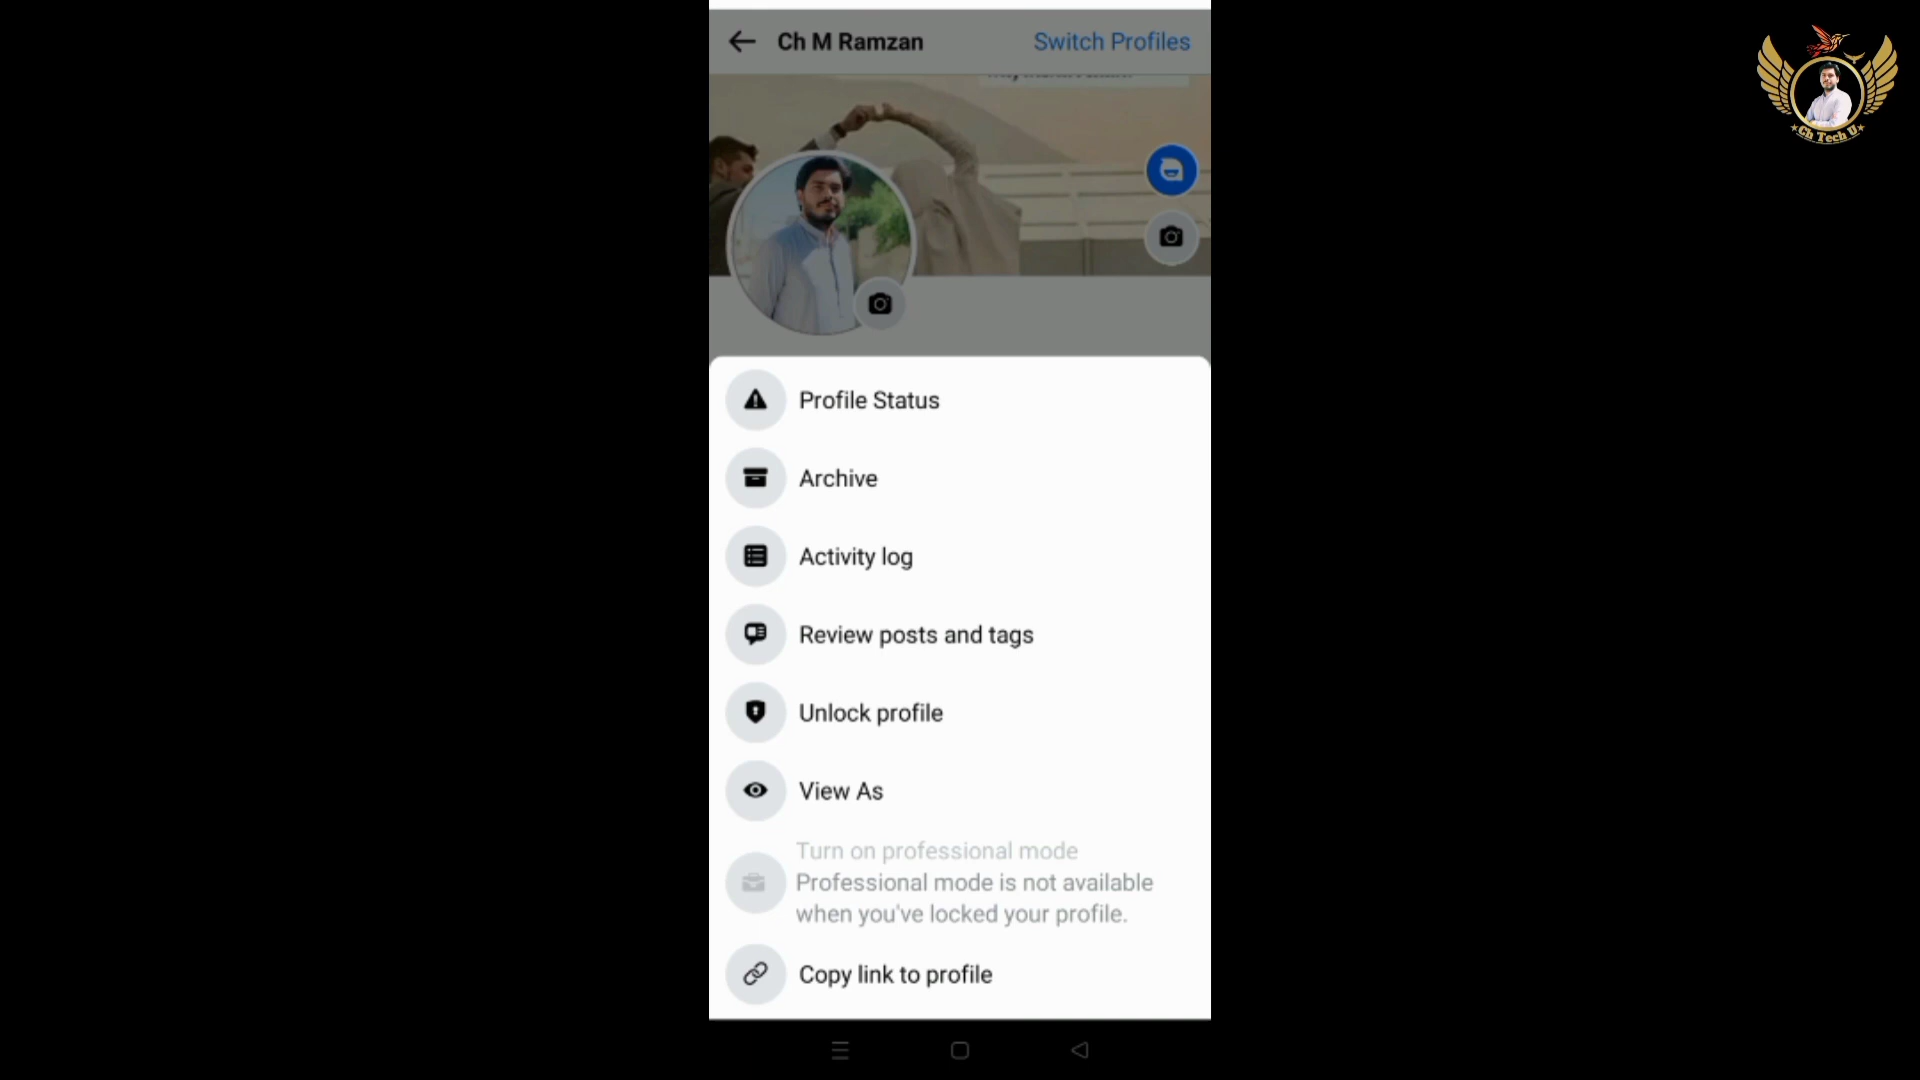 Ch M Ramzan
Switch Profiles
Ch Tech U
Profile Status
Archive
Activity log
Review posts and tags
Unlock profile
View As
Turn on professional mode
Professional mode is not available
when you've locked your profile.
Copy link to profile